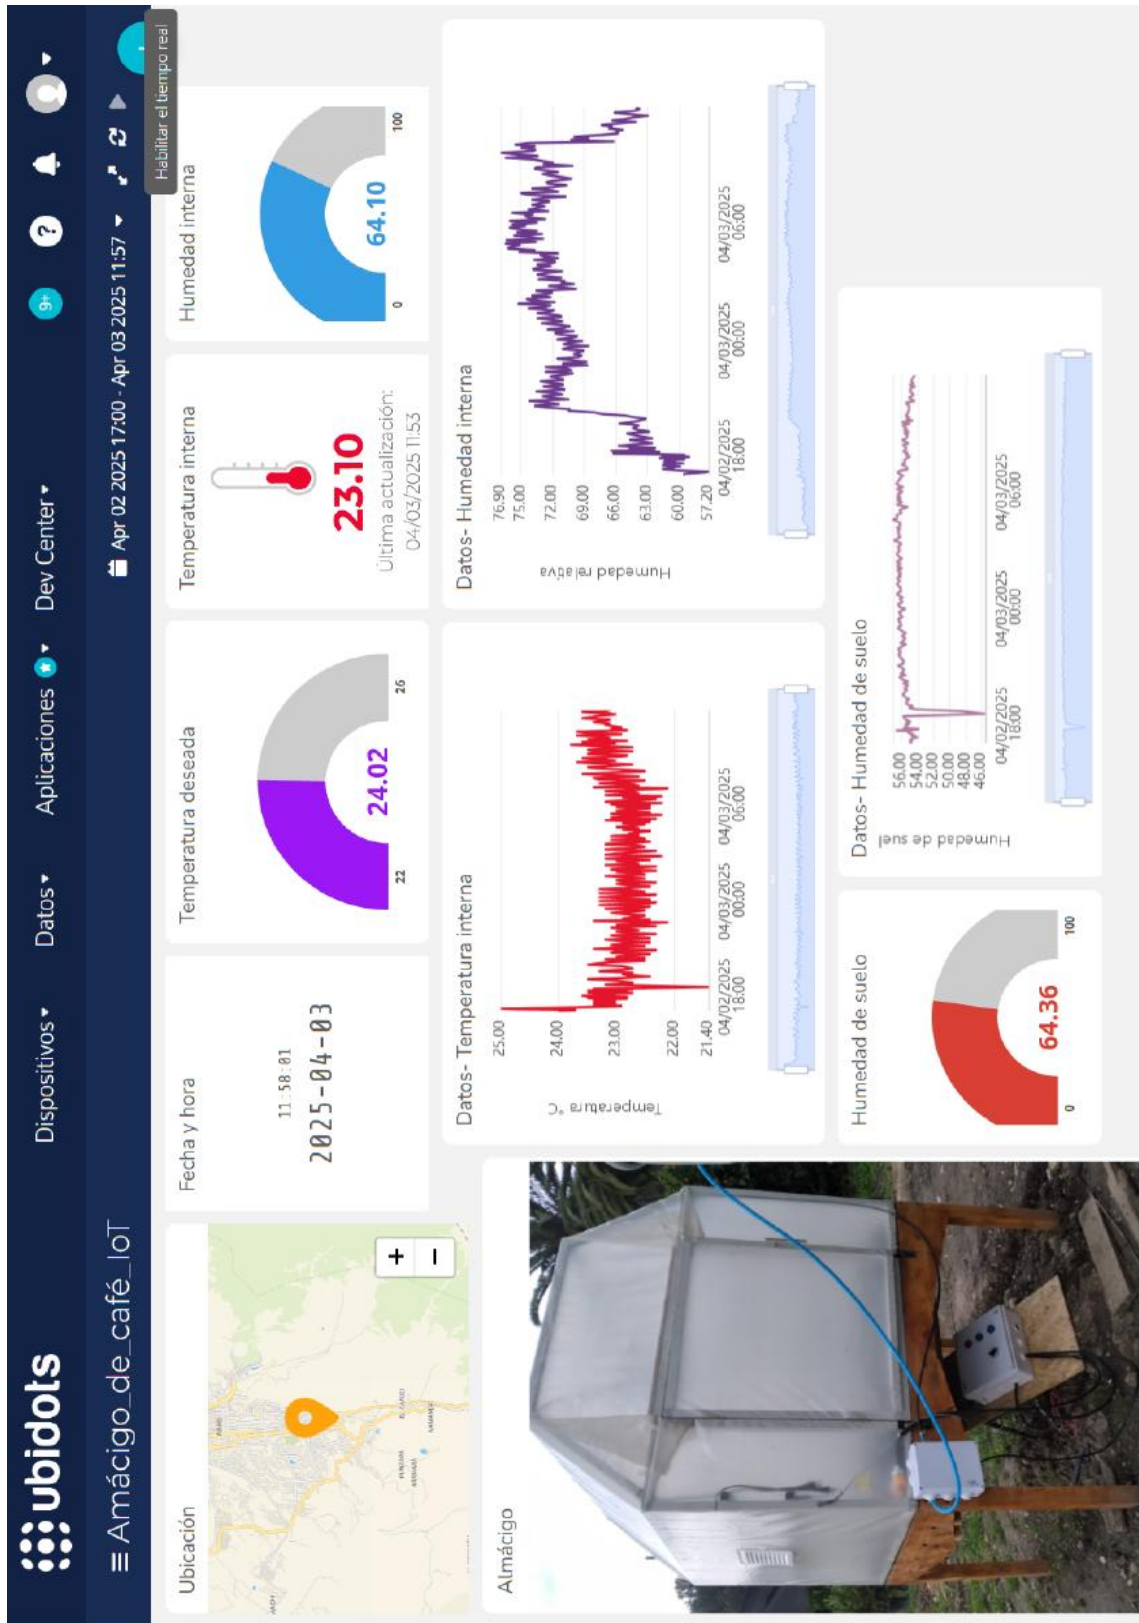 ubidots
Dispositivos
Datos
Aplicaciones
Dev Center
9+
?
Amácigo_de_café_IoT
Apr 02 2025 17:00 - Apr 03 2025 11:57
Habilitar el tiempo real
Ubicación
+
−
Fecha y hora
11:58:01
2025-04-03
Temperatura deseada
24.02
22
26
Temperatura interna
23.10
Última actualización:
04/03/2025 11:53
Humedad interna
64.10
0
100
Almácigo
Datos- Temperatura interna
Temperatura °C
25.00
24.00
23.00
22.00
21.40
04/02/2025
18:00
04/03/2025
00:00
04/03/2025
06:00
Datos- Humedad interna
Humedad relativa
76.90
75.00
72.00
69.00
66.00
63.00
60.00
57.20
04/02/2025
18:00
04/03/2025
00:00
04/03/2025
06:00
Humedad de suelo
64.36
0
100
Datos- Humedad de suelo
Humedad de suel
56.00
54.00
52.00
50.00
48.00
46.00
04/02/2025
18:00
04/03/2025
00:00
04/03/2025
06:00